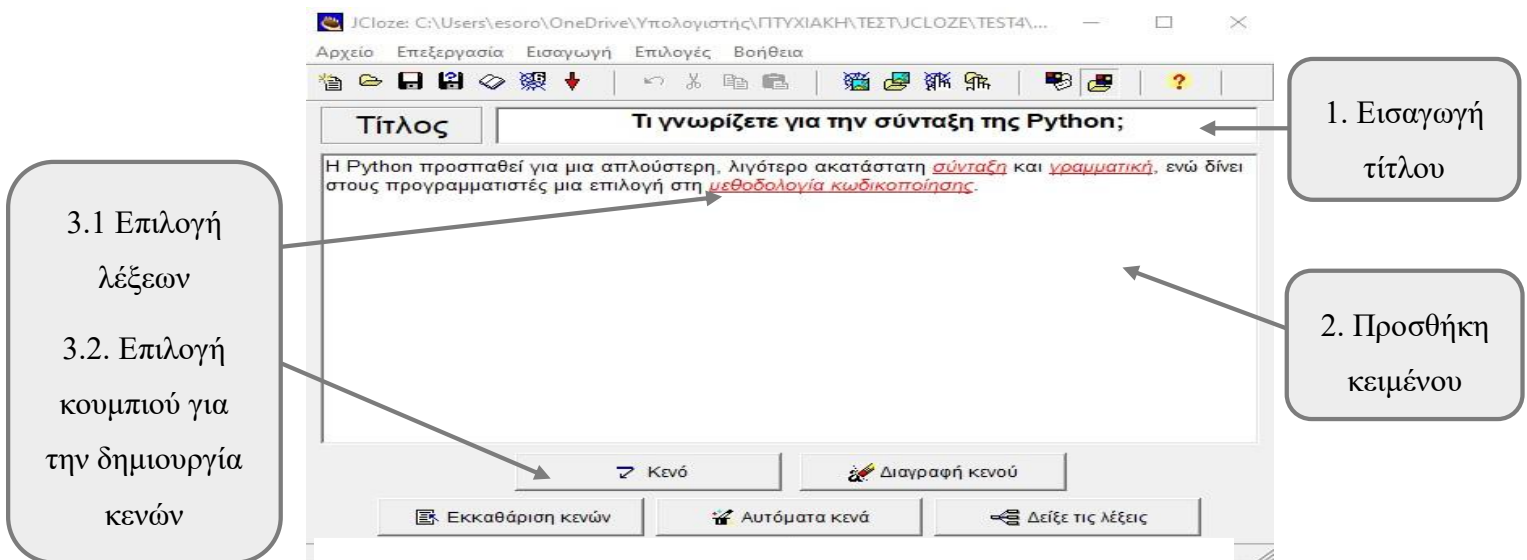 JCloze: C:\Users\esoro\OneDrive\Υπολογιστής\ΠΤΥΧΙΑΚΗ\ΤΕΣΤ\JCLOZE\TEST4\...
Αρχείο Επεξεργασία Εισαγωγή Επιλογές Βοήθεια
Τίτλος
Τι γνωρίζετε για την σύνταξη της Python;
Η Python προσπαθεί για μια απλούστερη, λιγότερο ακατάστατη σύνταξη και γραμματική, ενώ δίνει
στους προγραμματιστές μια επιλογή στη μεθοδολογία κωδικοποίησης.
Κενό
Διαγραφή κενού
Εκκαθάριση κενών
Αυτόματα κενά
Δείξε τις λέξεις
1. Εισαγωγή
τίτλου
2. Προσθήκη
κειμένου
3.1 Επιλογή
λέξεων
3.2. Επιλογή
κουμπιού για
την δημιουργία
κενών